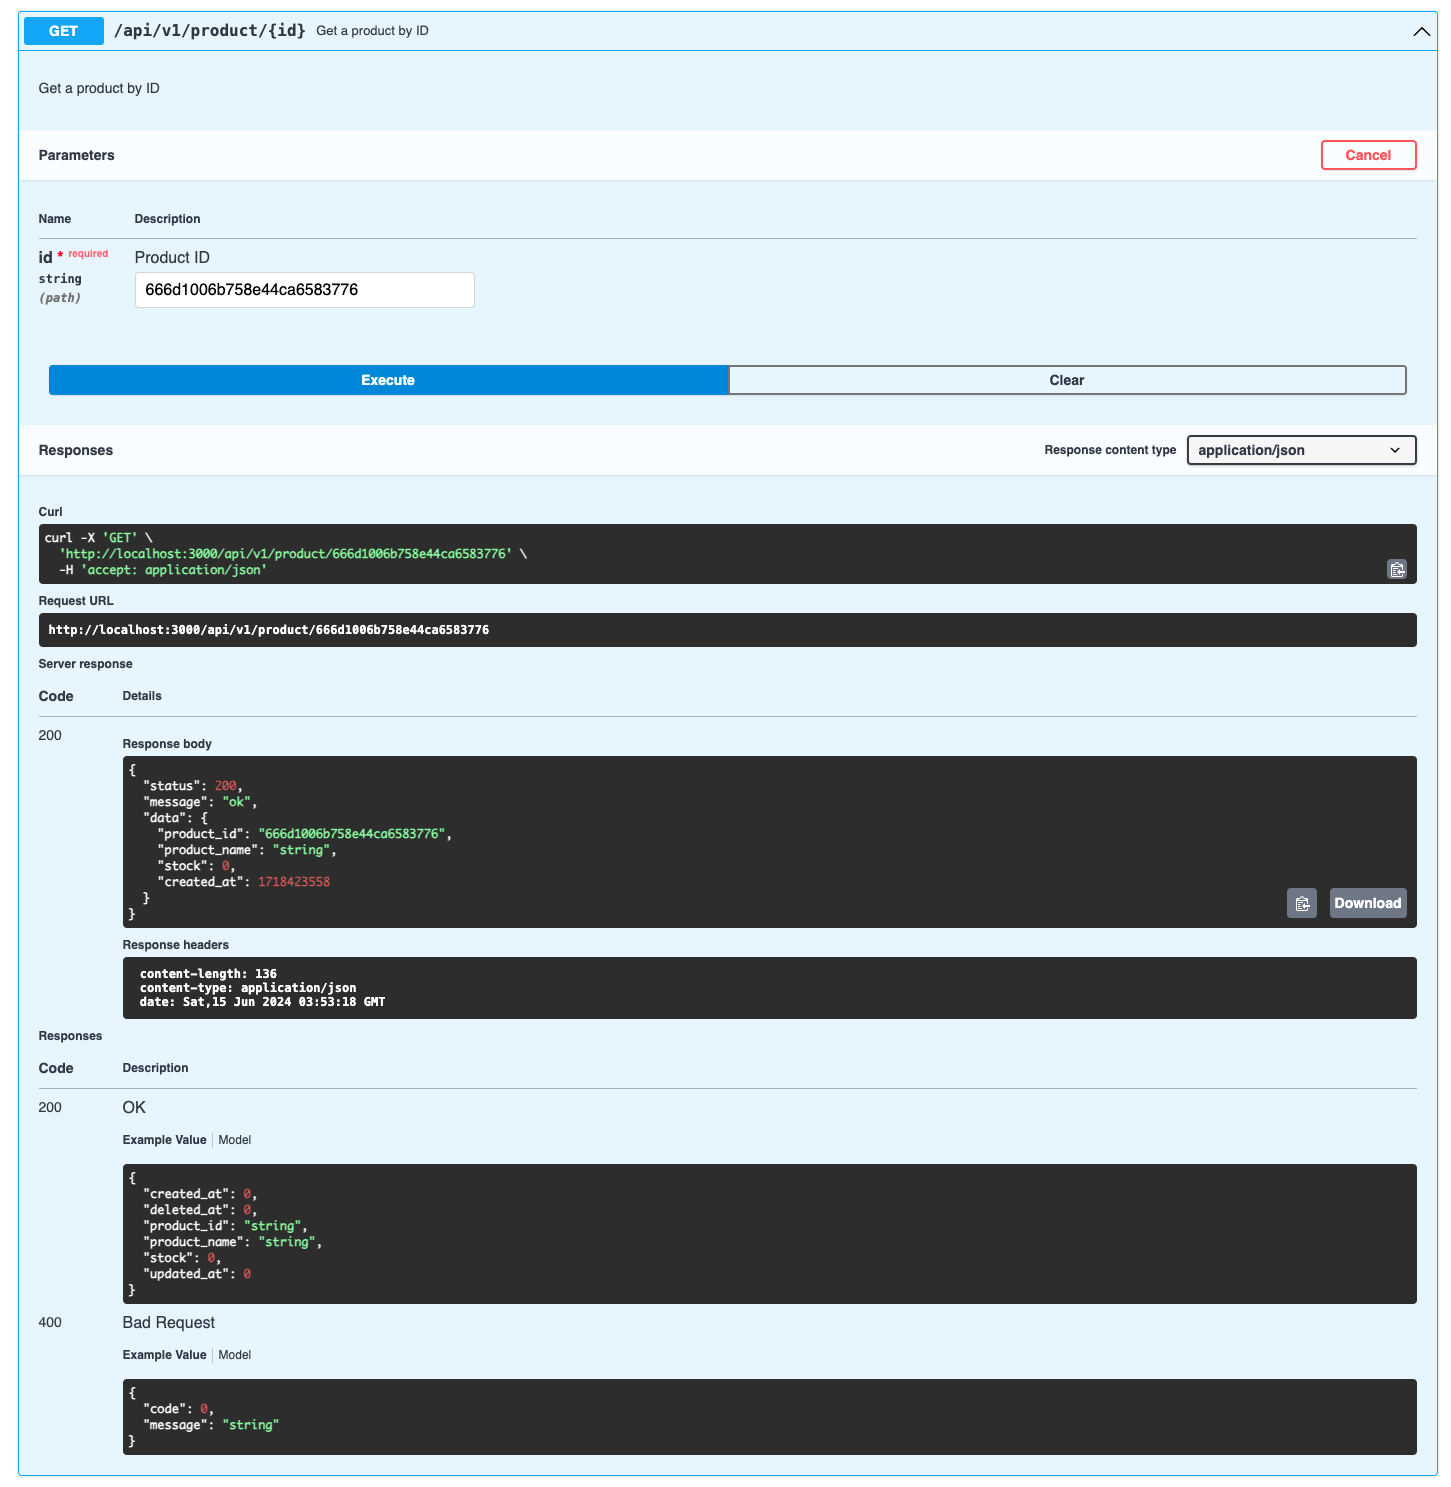 GET /api/v1/product/{id} Get a product by ID
Get a product by ID
Parameters Cancel
Name Description
id * required Product ID
string
(path)
666d1006b758e44ca6583776
Execute Clear
Responses Response content type application/json
Curl
curl -X 'GET' \
  'http://localhost:3000/api/v1/product/666d1006b758e44ca6583776' \
  -H 'accept: application/json'
Request URL
http://localhost:3000/api/v1/product/666d1006b758e44ca6583776
Server response
Code Details
200
Response body
{
  "status": 200,
  "message": "ok",
  "data": {
    "product_id": "666d1006b758e44ca6583776",
    "product_name": "string",
    "stock": 0,
    "created_at": 1718423558
  }
}
Download
Response headers
content-length: 136
content-type: application/json
date: Sat,15 Jun 2024 03:53:18 GMT
Responses
Code Description
200 OK
Example Value Model
{
  "created_at": 0,
  "deleted_at": 0,
  "product_id": "string",
  "product_name": "string",
  "stock": 0,
  "updated_at": 0
}
400 Bad Request
Example Value Model
{
  "code": 0,
  "message": "string"
}